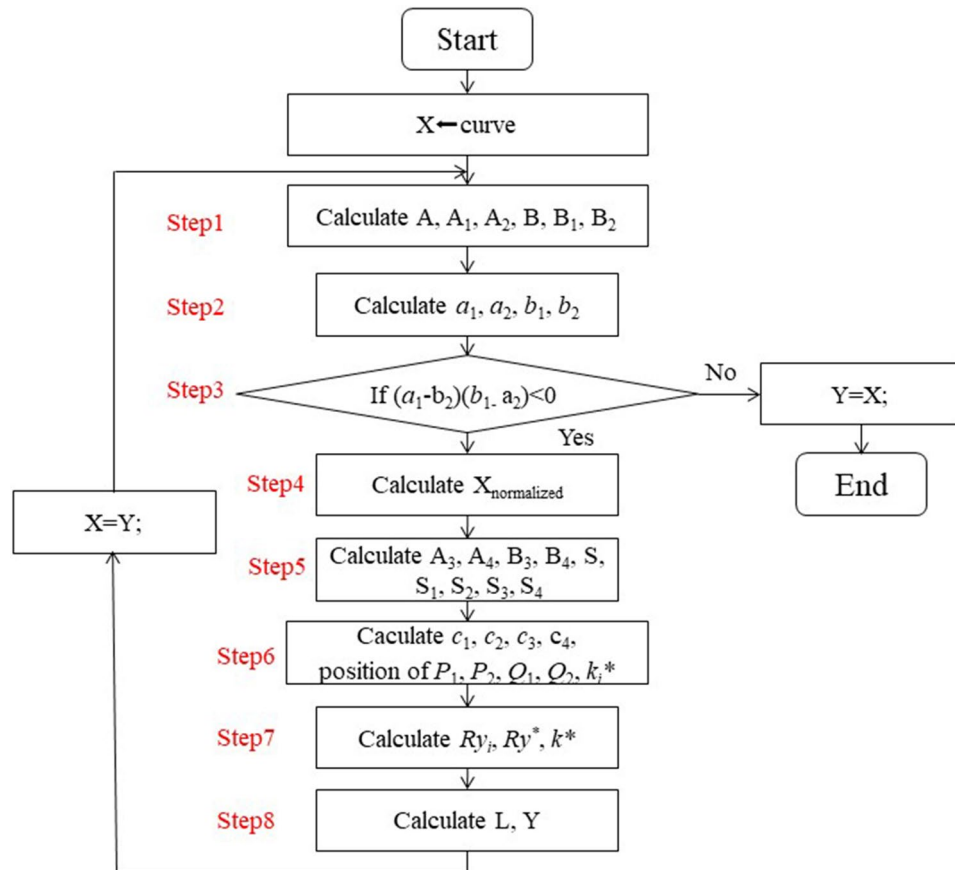 Start
X←curve
Step1
Calculate A, A₁, A₂, B, B₁, B₂
Step2
Calculate a₁, a₂, b₁, b₂
Step3
If (a₁-b₂)(b₁- a₂)<0
No
Y=X;
Yes
End
Step4
Calculate Xnormalized
X=Y;
Step5
Calculate A₃, A₄, B₃, B₄, S,
S₁, S₂, S₃, S₄
Step6
Caculate c₁, c₂, c₃, c₄,
position of P₁, P₂, Q₁, Q₂, kᵢ*
Step7
Calculate Ryᵢ, Ry*, k*
Step8
Calculate L, Y